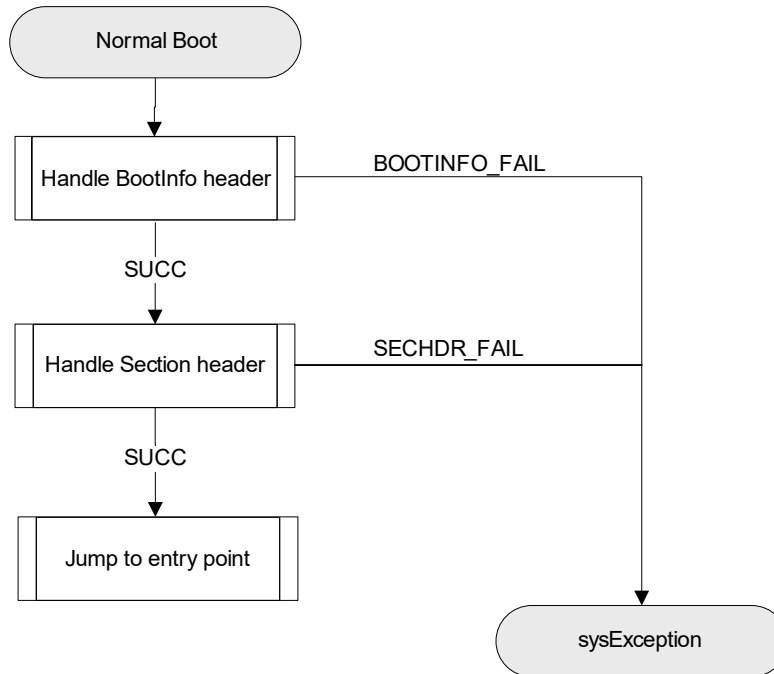 Normal Boot
Handle BootInfo header
BOOTINFO_FAIL
SUCC
Handle Section header
SECHDR_FAIL
SUCC
Jump to entry point
sysException